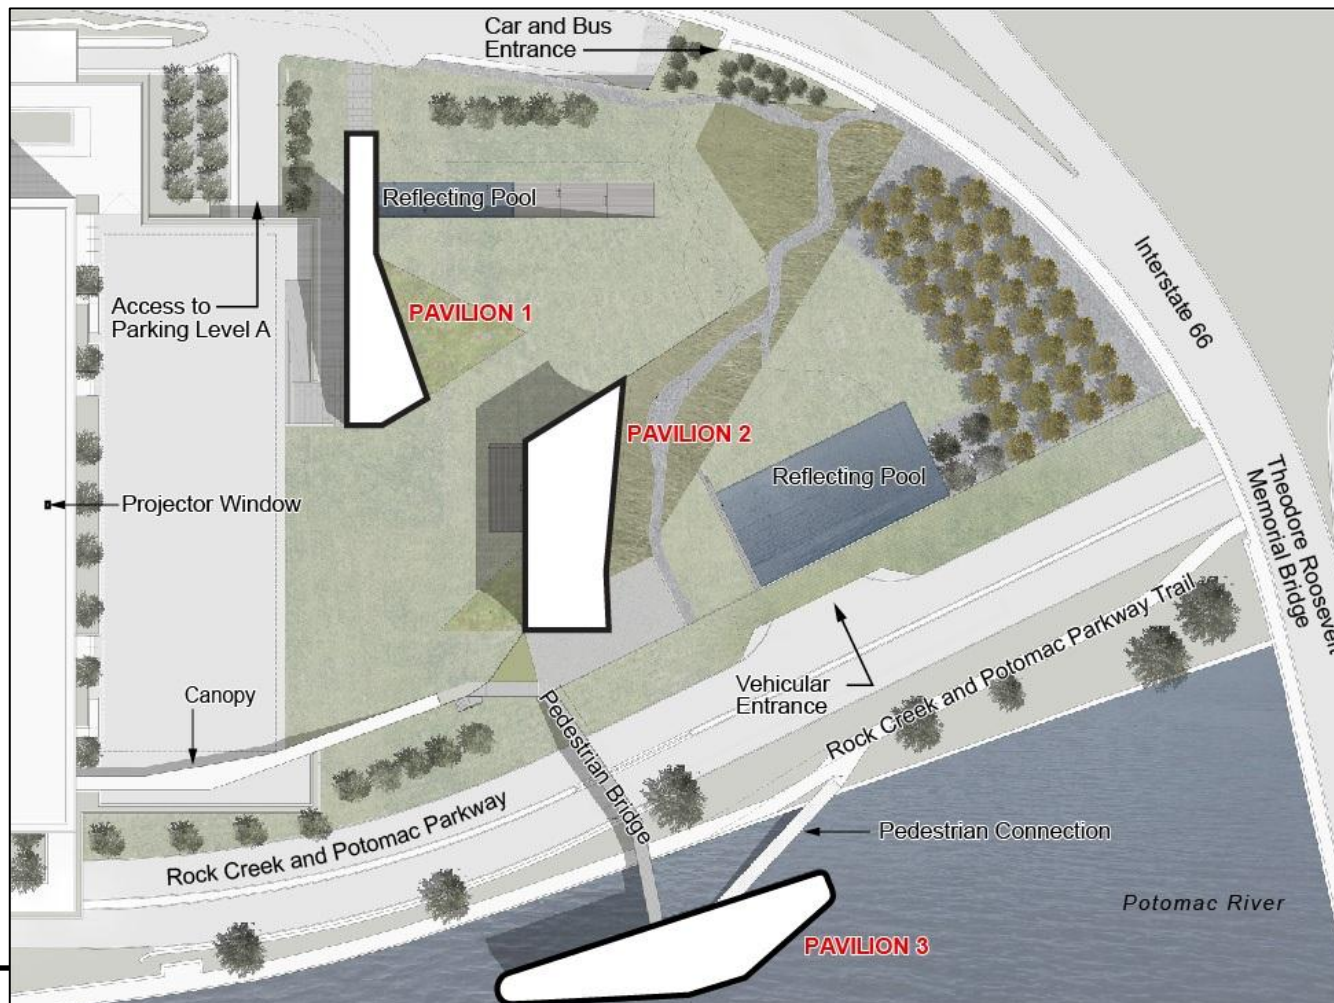 Car and Bus
Entrance
Reflecting Pool
Interstate 66
Access to
Parking Level A
PAVILION 1
PAVILION 2
Reflecting Pool
Theodore Roosevelt
Memorial Bridge
Projector Window
Rock Creek and Potomac Parkway Trail
Vehicular
Entrance
Canopy
Pedestrian Bridge
Rock Creek and Potomac Parkway
Pedestrian Connection
Potomac River
PAVILION 3